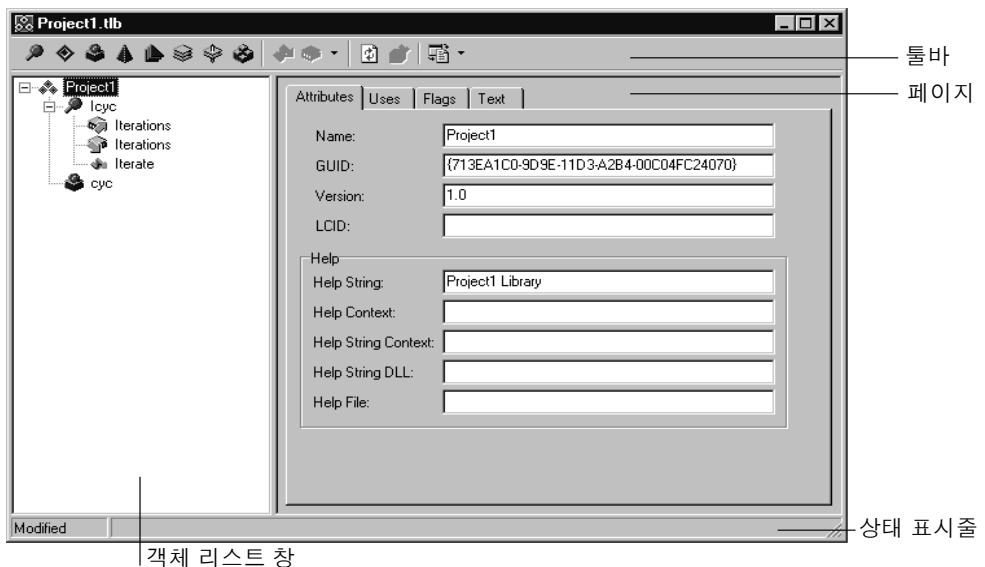 Project1.tlb
툴바
페이지
Project1
Icyc
Iterations
Iterations
Iterate
cyc
Attributes Uses Flags Text
Name: Project1
GUID: {713EA1C0-9D9E-11D3-A2B4-00C04FC24070}
Version: 1.0
LCID:
Help
Help String: Project1 Library
Help Context:
Help String Context:
Help String DLL:
Help File:
Modified
상태 표시줄
객체 리스트 창